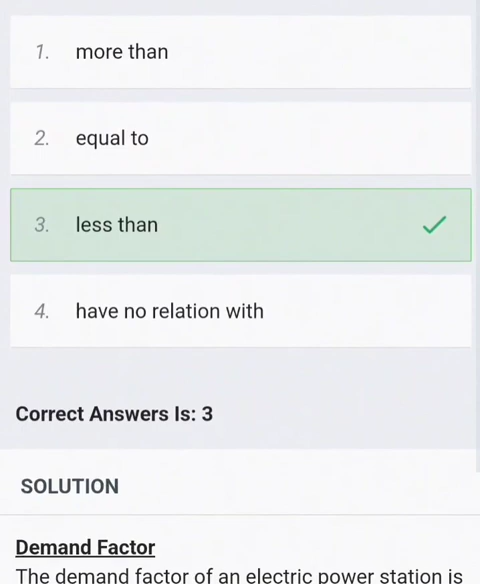 1. more than
2. equal to
3. less than
4. have no relation with
Correct Answers Is: 3
SOLUTION
Demand Factor
The demand factor of an electric power station is